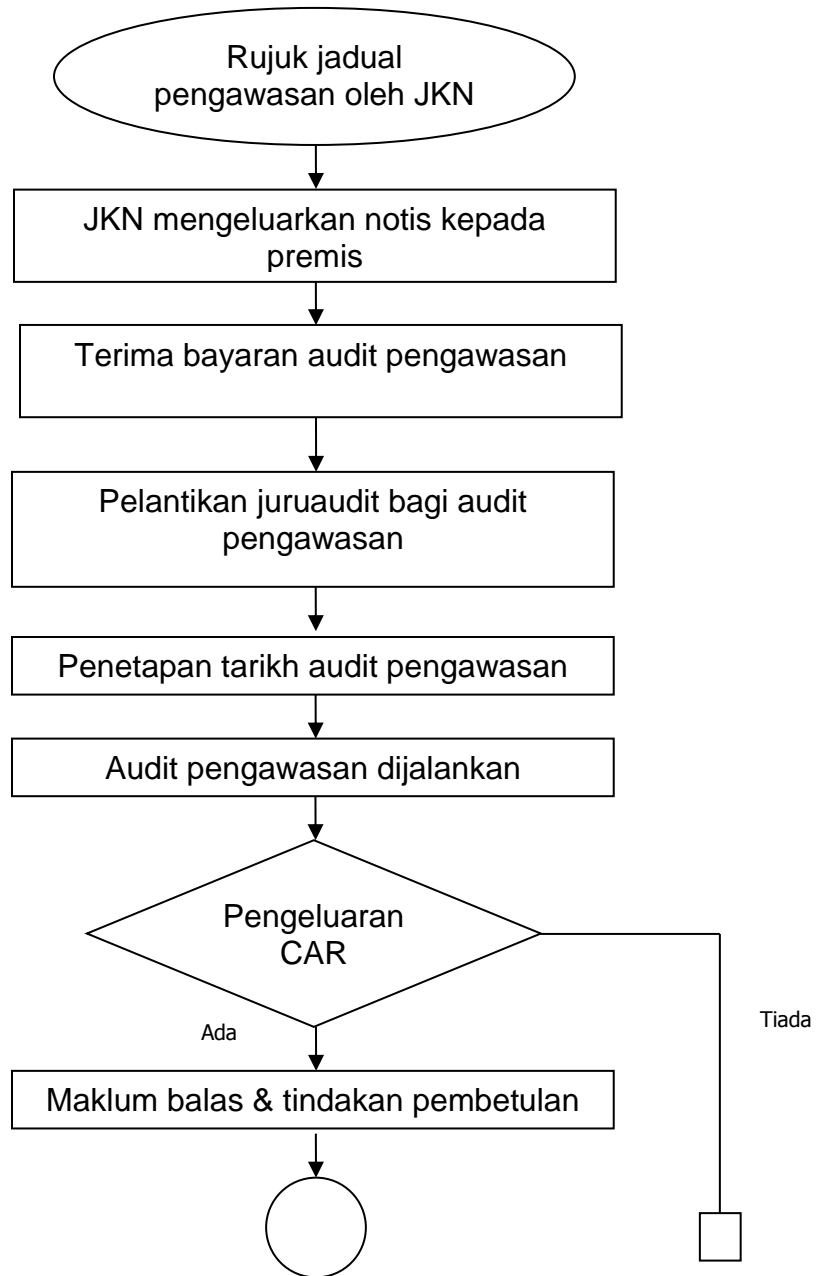 Rujuk jadual
pengawasan oleh JKN
JKN mengeluarkan notis kepada
premis
Terima bayaran audit pengawasan
Pelantikan juruaudit bagi audit
pengawasan
Penetapan tarikh audit pengawasan
Audit pengawasan dijalankan
Pengeluaran
CAR
Tiada
Ada
Maklum balas & tindakan pembetulan